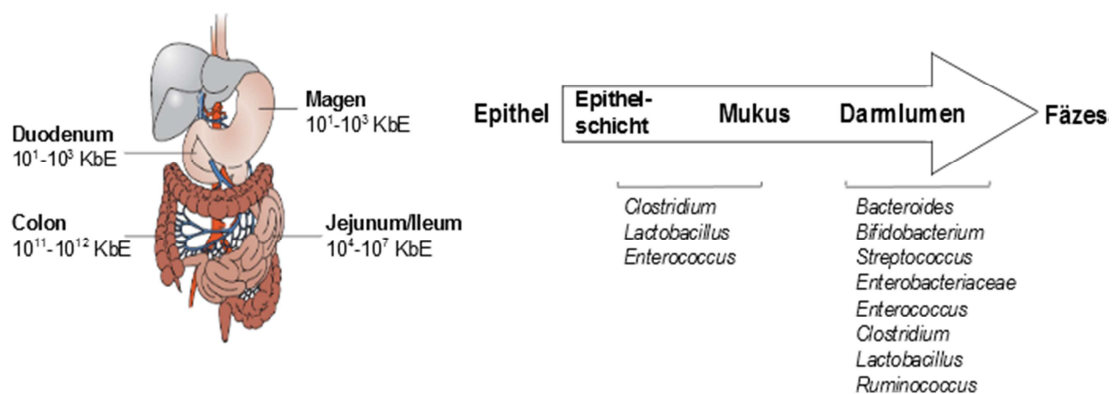 Magen
10¹-10³ KbE
Duodenum
10¹-10³ KbE
Colon
10¹¹-10¹² KbE
Jejunum/Ileum
10⁴-10⁷ KbE
Epithel
Epithel-
schicht
Mukus
Darmlumen
Fäzes
Clostridium
Lactobacillus
Enterococcus
Bacteroides
Bifidobacterium
Streptococcus
Enterobacteriaceae
Enterococcus
Clostridium
Lactobacillus
Ruminococcus